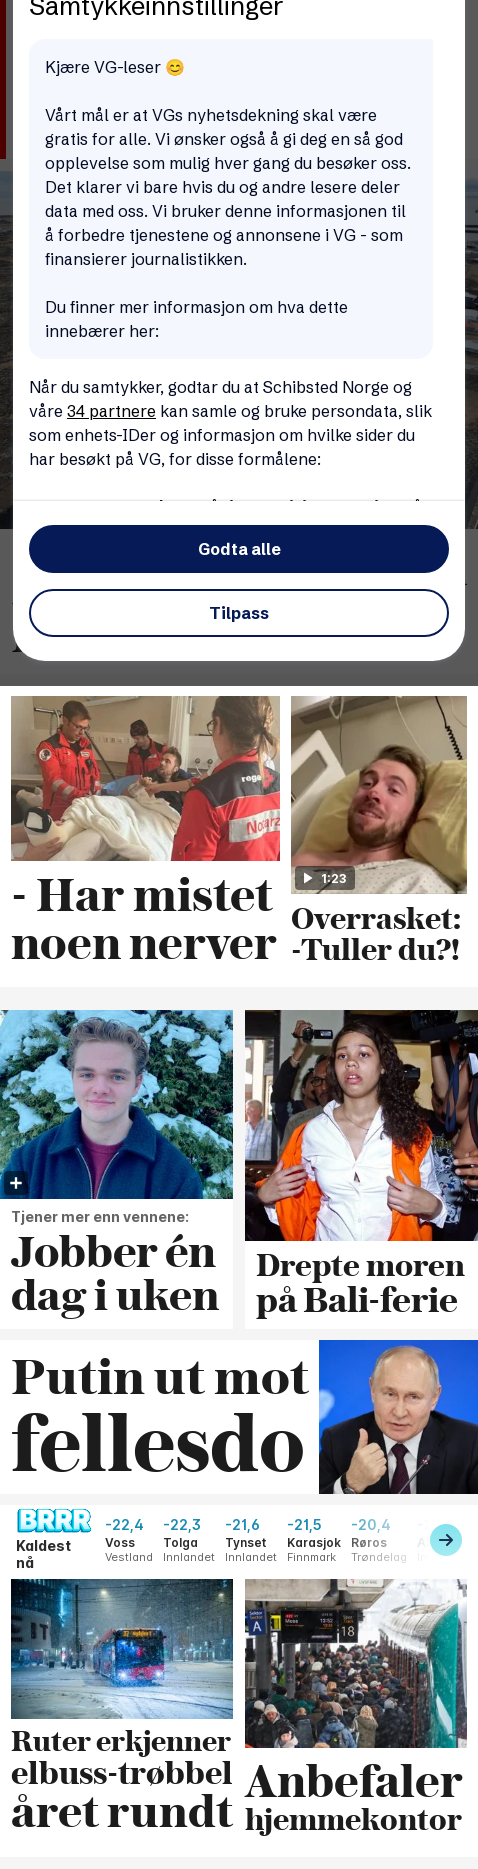 Samtykkeinnstillinger
Kjære VG-leser 😊
Vårt mål er at VGs nyhetsdekning skal være
gratis for alle. Vi ønsker også å gi deg en så god
opplevelse som mulig hver gang du besøker oss.
Det klarer vi bare hvis du og andre lesere deler
data med oss. Vi bruker denne informasjonen til
å forbedre tjenestene og annonsene i VG - som
finansierer journalistikken.
Du finner mer informasjon om hva dette
innebærer her:
Når du samtykker, godtar du at Schibsted Norge og
våre 34 partnere kan samle og bruke persondata, slik
som enhets-IDer og informasjon om hvilke sider du
har besøkt på VG, for disse formålene:
Godta alle
Tilpass
rega
Notarz
1:23
- Har mistet
noen nerver
Overrasket:
-Tuller du?!
Tjener mer enn vennene:
Jobber én
dag i uken
Drepte moren
på Bali-ferie
Putin ut mot
fellesdo
BRRR
Kaldest
nå
-22,4
Voss
Vestland
-22,3
Tolga
Innlandet
-21,6
Tynset
Innlandet
-21,5
Karasjok
Finnmark
-20,4
Røros
Trøndelag
A
18
Ruter erkjenner
elbuss-trøbbel
året rundt
Anbefaler
hjemmekontor